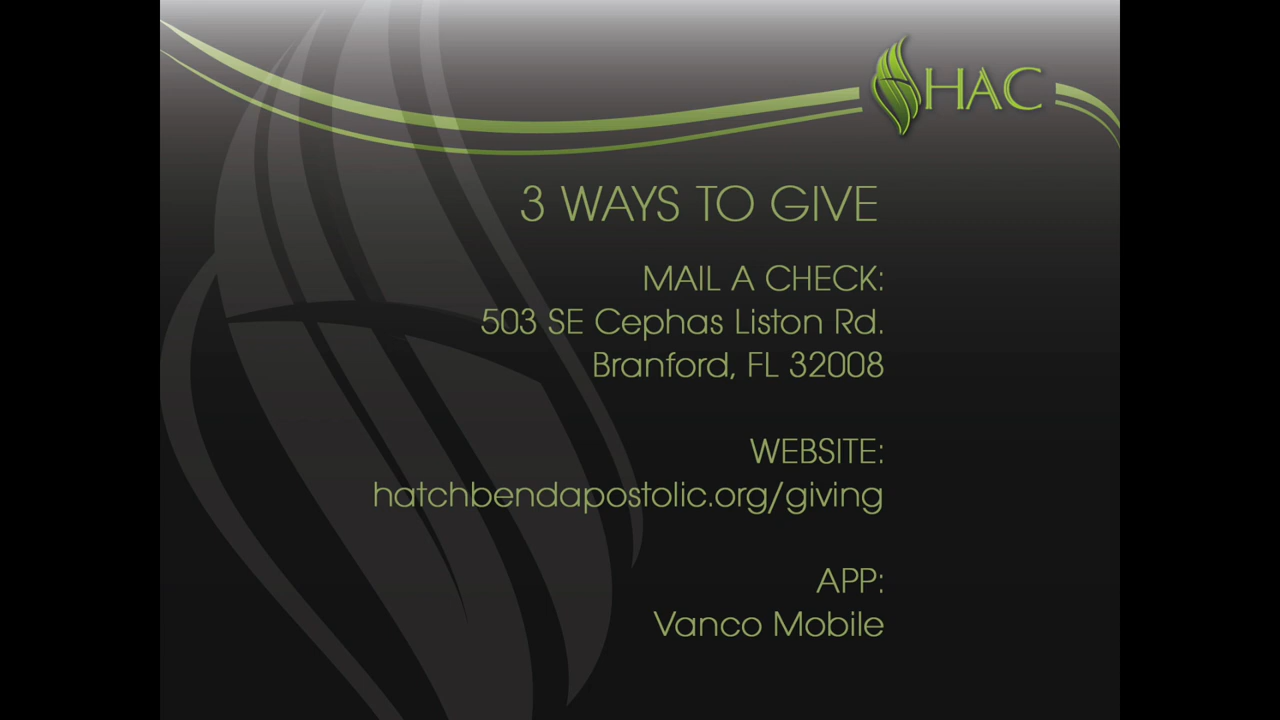 HAC
3 WAYS TO GIVE
MAIL A CHECK:
503 SE Cephas Liston Rd.
Branford, FL 32008
WEBSITE:
hatchbendapostolic.org/giving
APP:
Vanco Mobile